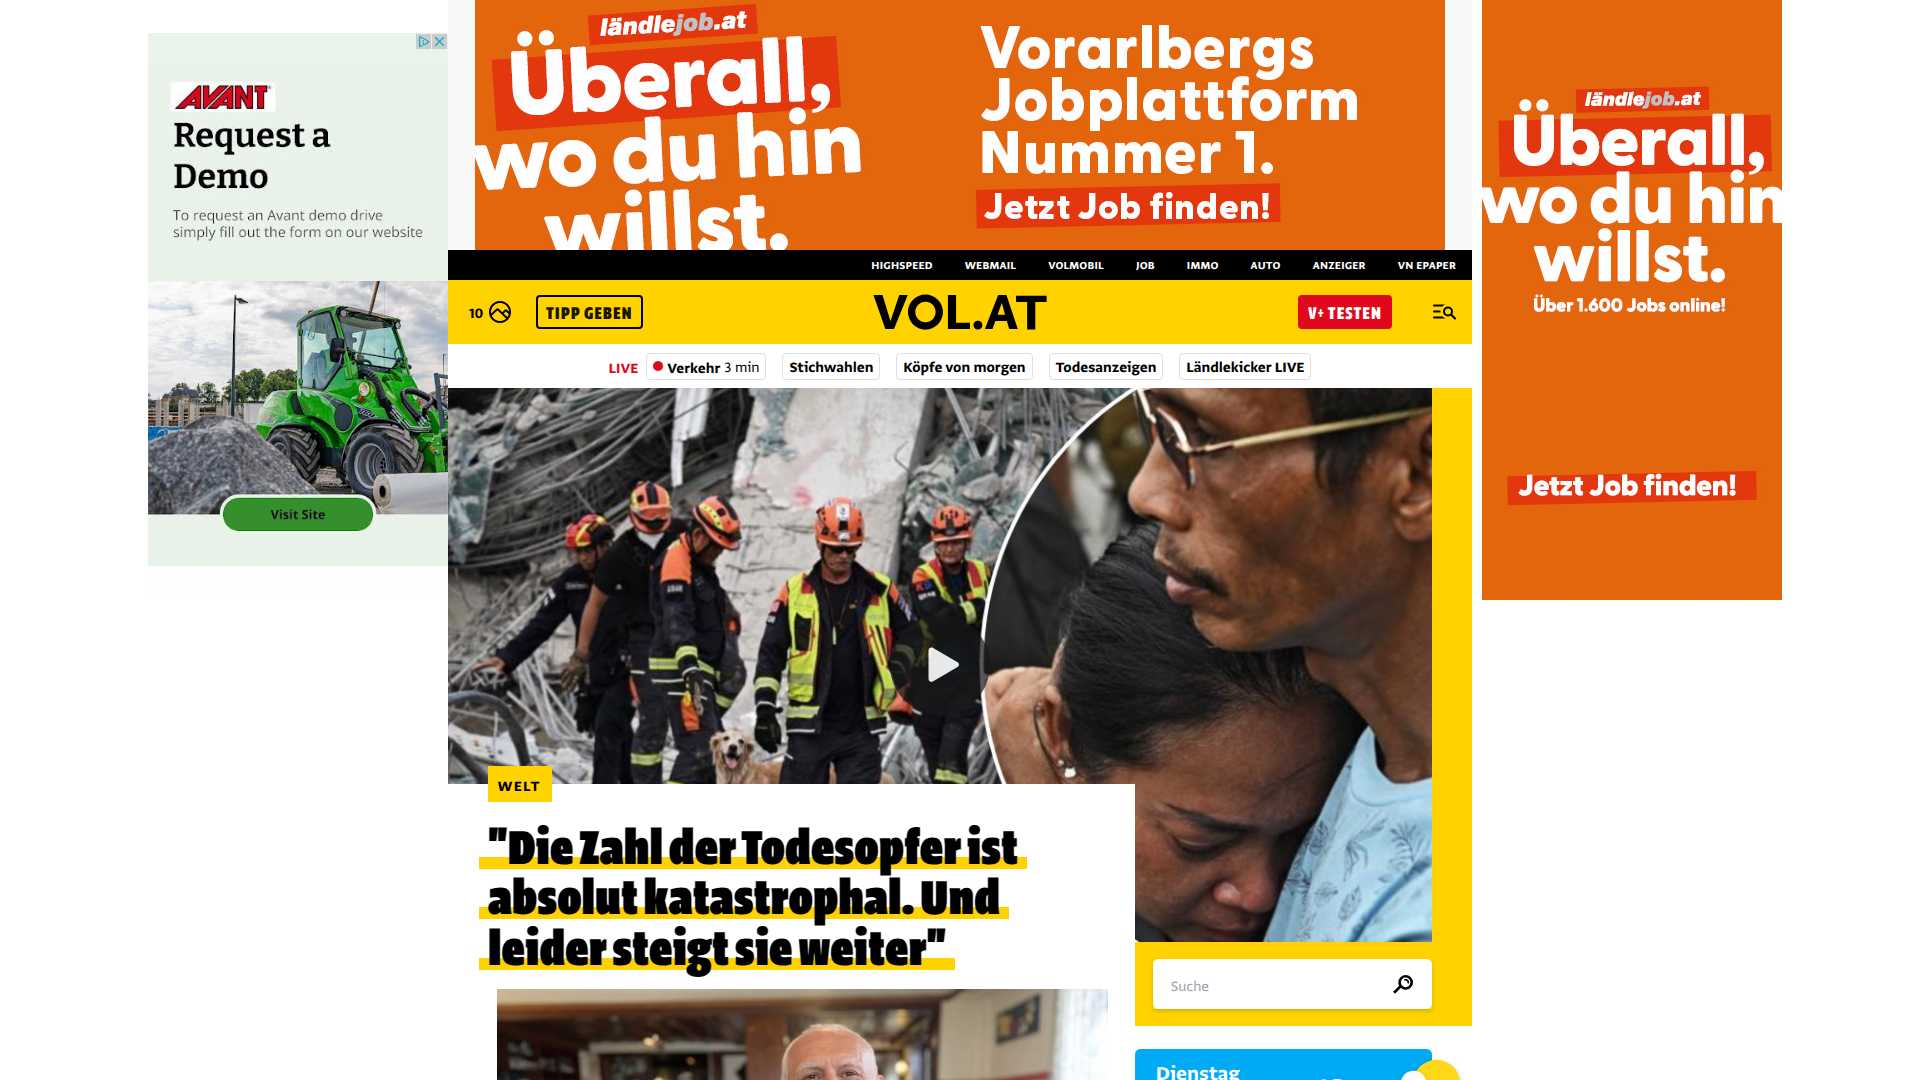 AVANT
Request a
Demo
To request an Avant demo drive
simply fill out the form on our website
Visit Site
ländlejob.at
Überall,
wo du hin
willst.
Vorarlbergs
Jobplattform
Nummer 1.
Jetzt Job finden!
ländlejob.at
Überall,
wo du hin
willst.
Über 1.600 Jobs online!
Jetzt Job finden!
HIGHSPEED WEBMAIL VOLMOBIL JOB IMMO AUTO ANZEIGER VN EPAPER
10 TIPP GEBEN VOL.AT V+ TESTEN
LIVE Verkehr 3 min Stichwahlen Köpfe von morgen Todesanzeigen Ländlekicker LIVE
WELT
"Die Zahl der Todesopfer ist
absolut katastrophal. Und
leider steigt sie weiter"
Suche
Dienstag